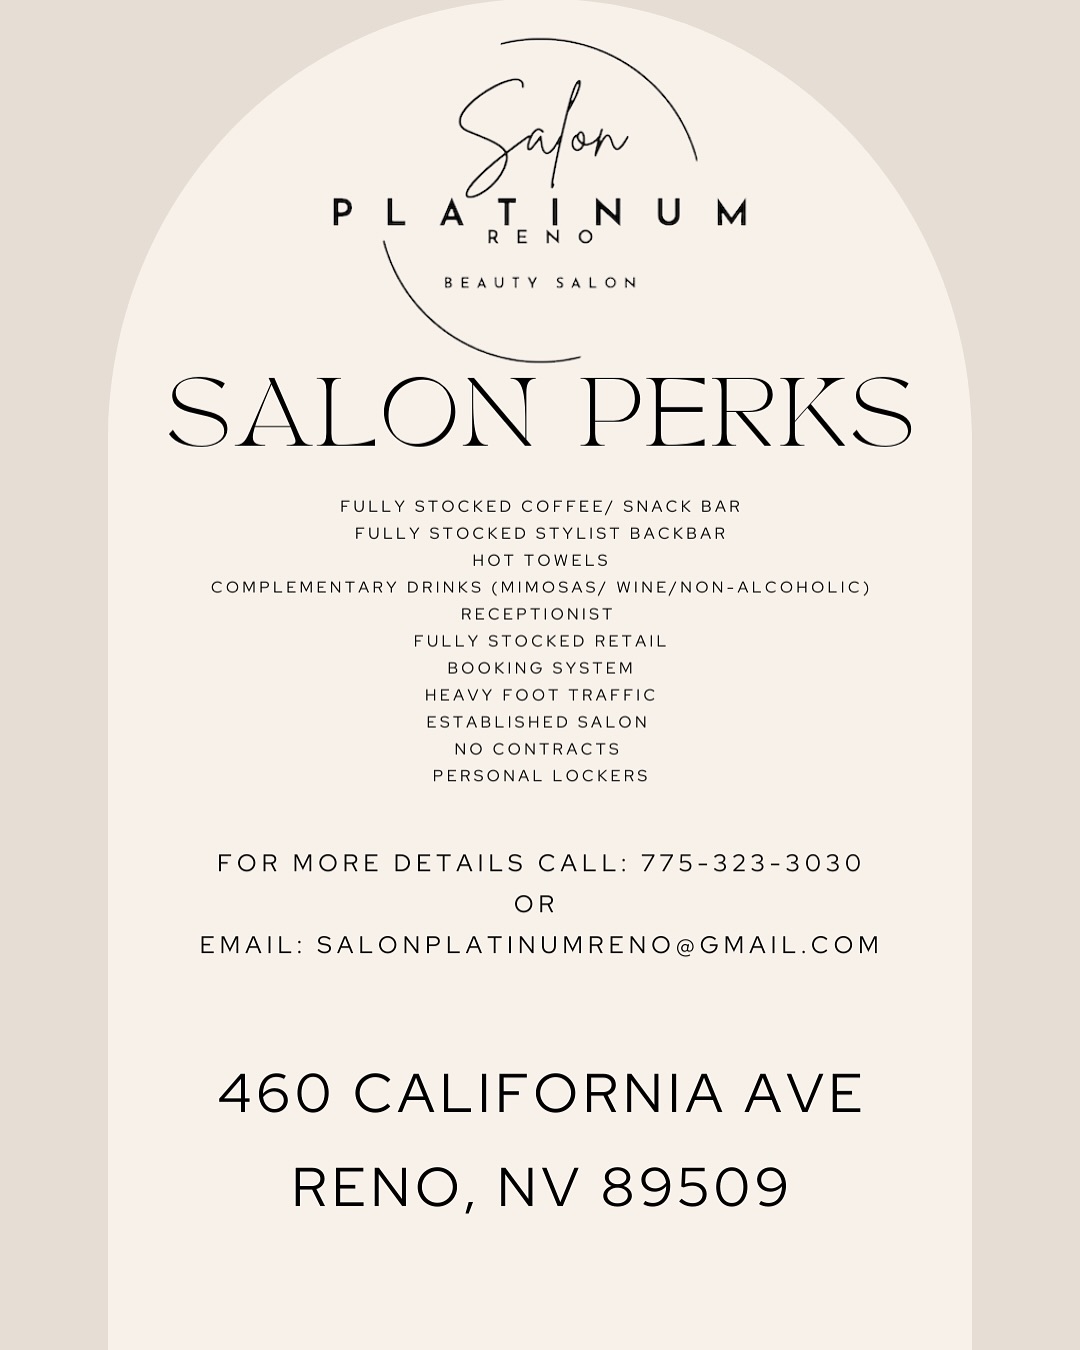 Salon
PLATINUM
RENO
BEAUTY SALON
SALON PERKS
FULLY STOCKED COFFEE/ SNACK BAR
FULLY STOCKED STYLIST BACKBAR
HOT TOWELS
COMPLEMENTARY DRINKS (MIMOSAS/ WINE/NON-ALCOHOLIC)
RECEPTIONIST
FULLY STOCKED RETAIL
BOOKING SYSTEM
HEAVY FOOT TRAFFIC
ESTABLISHED SALON
NO CONTRACTS
PERSONAL LOCKERS
FOR MORE DETAILS CALL: 775-323-3030
OR
EMAIL: SALONPLATINUMRENO@GMAIL.COM
460 CALIFORNIA AVE
RENO, NV 89509